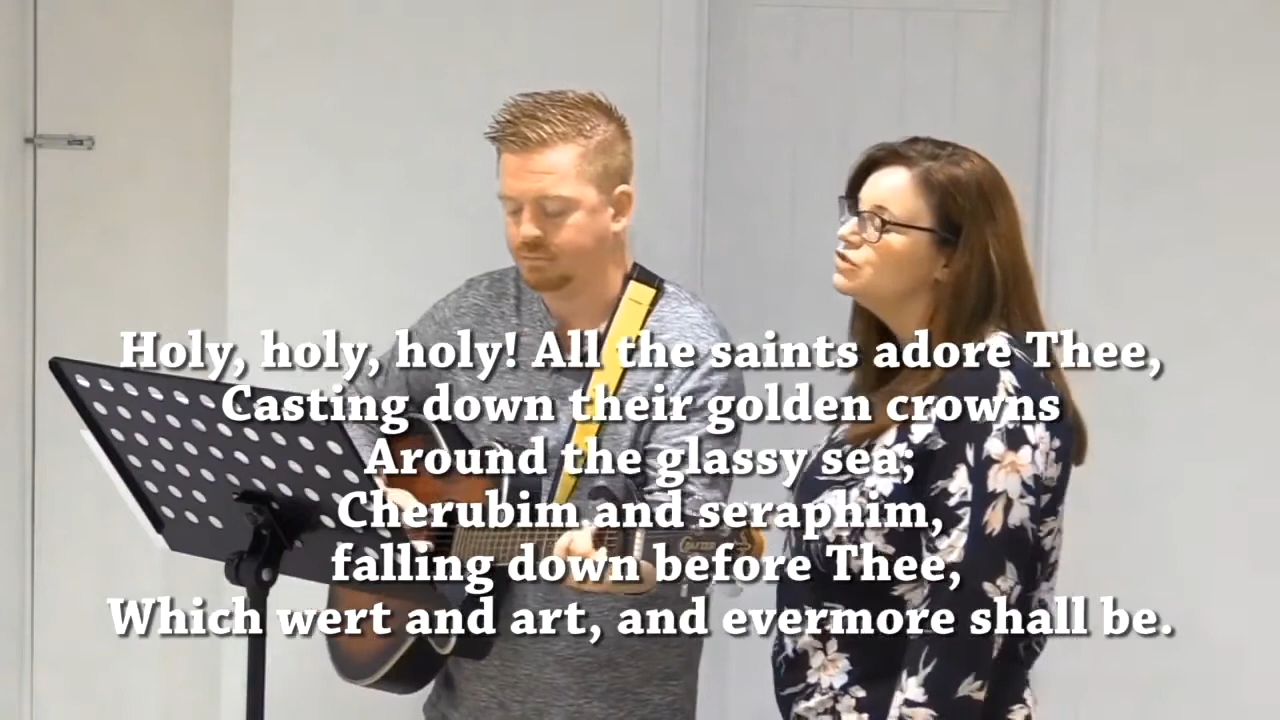 Holy, holy, holy! All the saints adore Thee,
Casting down their golden crowns
Around the glassy sea;
Cherubim and seraphim,
falling down before Thee,
Which wert and art, and evermore shall be.